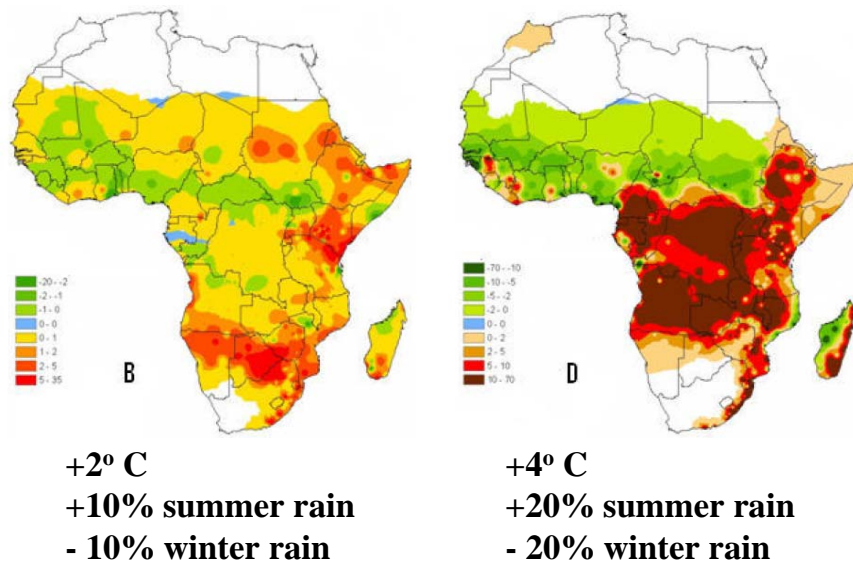 -20 - -2
-2 - -1
-1 - 0
0 - 0
0 - 1
1 - 2
2 - 5
5 - 35
B
-70 - -10
-10 - -5
-5 - -2
-2 - 0
0 - 0
0 - 2
2 - 5
5 - 10
10 - 70
D
+2° C
+10% summer rain
- 10% winter rain
+4° C
+20% summer rain
- 20% winter rain